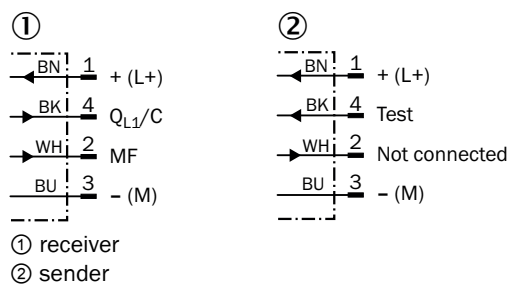 ①
BN 1 + (L+)
BK 4 Q_L1/C
WH 2 MF
BU 3 − (M)
②
BN 1 + (L+)
BK 4 Test
WH 2 Not connected
BU 3 − (M)
① receiver
② sender